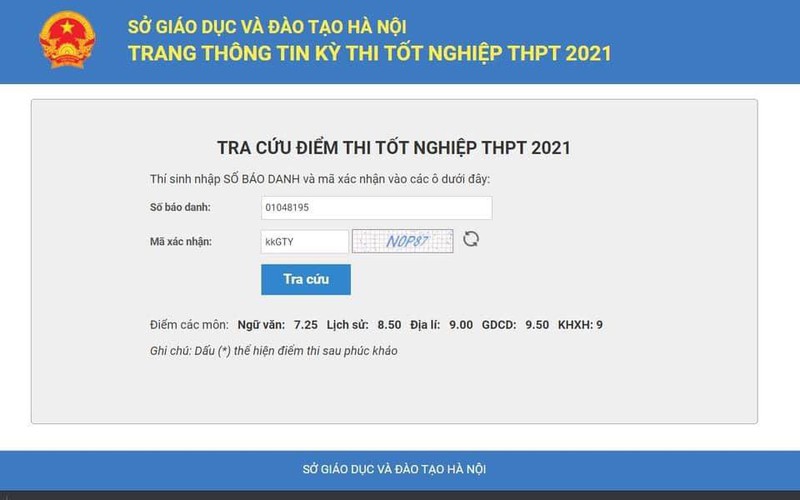 SỞ GIÁO DỤC VÀ ĐÀO TẠO HÀ NỘI
TRANG THÔNG TIN KỲ THI TỐT NGHIỆP THPT 2021
TRA CỨU ĐIỂM THI TỐT NGHIỆP THPT 2021
Thí sinh nhập SỐ BÁO DANH và mã xác nhận vào các ô dưới đây:
Số báo danh: 01048195
Mã xác nhận: kkGTY N0P87
Tra cứu
Điểm các môn: Ngữ văn: 7.25 Lịch sử: 8.50 Địa lí: 9.00 GDCD: 9.50 KHXH: 9
Ghi chú: Dấu (*) thể hiện điểm thi sau phúc khảo
SỞ GIÁO DỤC VÀ ĐÀO TẠO HÀ NỘI